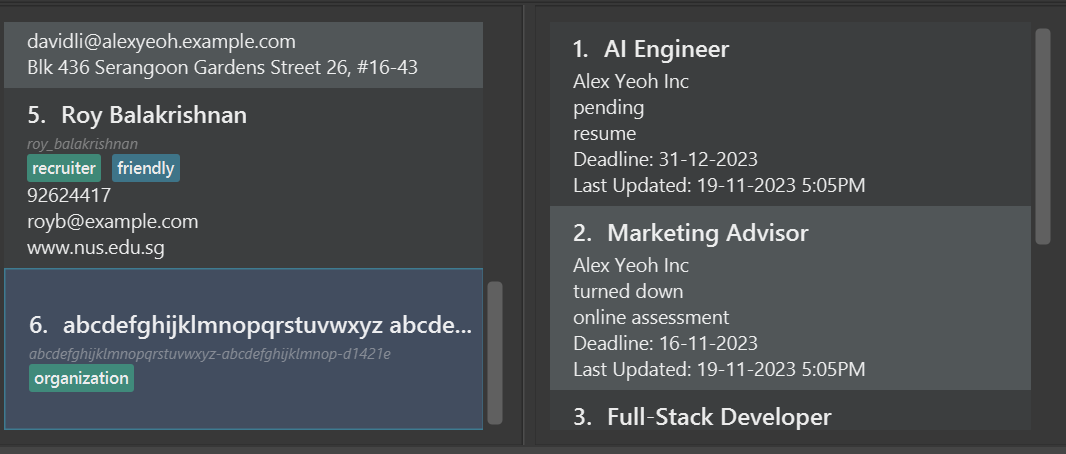 davidli@alexyeoh.example.com
Blk 436 Serangoon Gardens Street 26, #16-43
5. Roy Balakrishnan
roy_balakrishnan
recruiter friendly
92624417
royb@example.com
www.nus.edu.sg
6. abcdefghijklmnopqrstuvwxyz abcde...
abcdefghijklmnopqrstuvwxyz-abcdefghijklmnop-d1421e
organization
1. AI Engineer
Alex Yeoh Inc
pending
resume
Deadline: 31-12-2023
Last Updated: 19-11-2023 5:05PM
2. Marketing Advisor
Alex Yeoh Inc
turned down
online assessment
Deadline: 16-11-2023
Last Updated: 19-11-2023 5:05PM
3. Full-Stack Developer